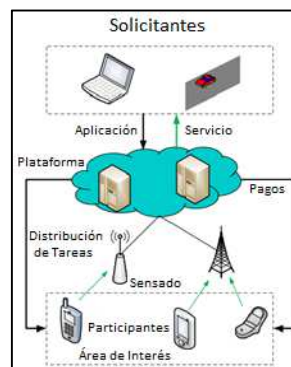 Solicitantes
Aplicación
Servicio
Plataforma
Pagos
Distribución
de Tareas
Sensado
Participantes
Área de Interés